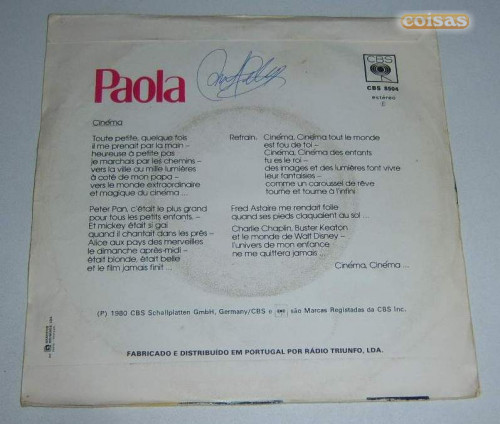 coisas
Paola
CBS
CBS 8504
estéreo
Cinéma
Toute petite, quelque fois
il me prenait par la main –
heureuse à petite pas
je marchais par les chemins –
vers la ville au mille lumières
à coté de mon papa –
vers le monde extraordinaire
et magique du cinéma ...
Peter Pan, c'était le plus grand
pour tous les petits enfants, –
Et mickey était si gai
quand il chantait dans les prés –
Alice aux pays des merveilles
le dimanche après-midi –
était blonde, était belle
et le film jamais finit ...
Refrain: Cinéma, Cinéma tout le monde
est fou de toi –
Cinéma, Cinéma des enfants
tu es le roi –
des images et des lumières font vivre
leur fantaisies –
comme un caroussel de rêve
tourne et tourne à l'infini
Fred Astaire me rendait folle
quand ses pieds claquaient au sol ...
Charlie Chaplin, Buster Keaton
et le monde de Walt Disney –
l'univers de mon enfance
ne me quittera jamais ...
Cinéma, Cinéma ...
(P) 1980 CBS Schallplatten GmbH, Germany/CBS e CBS são Marcas Registadas da CBS Inc.
FABRICADO E DISTRIBUÍDO EM PORTUGAL POR RÁDIO TRIUNFO, LDA.